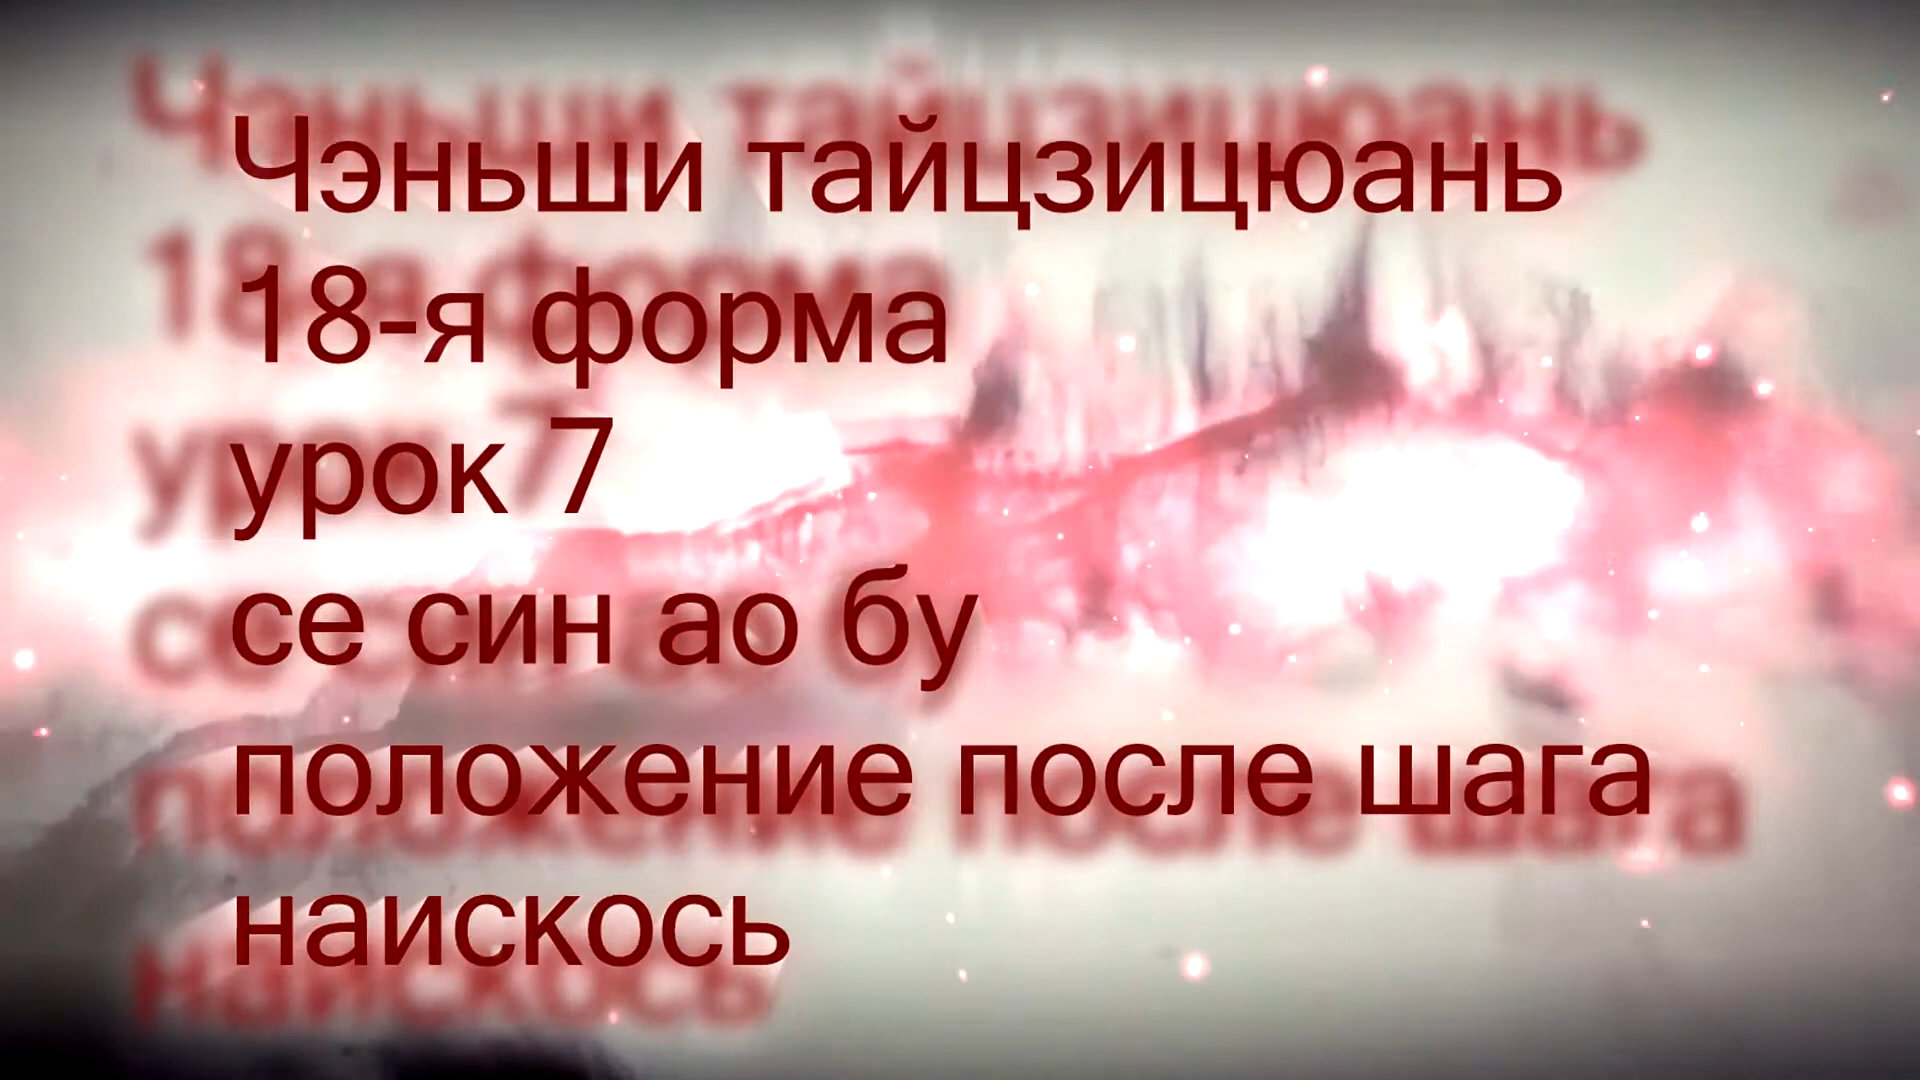 Чэньши тайцзицюань
18-я форма
урок 7
се син ао бу
положение после шага
наискось